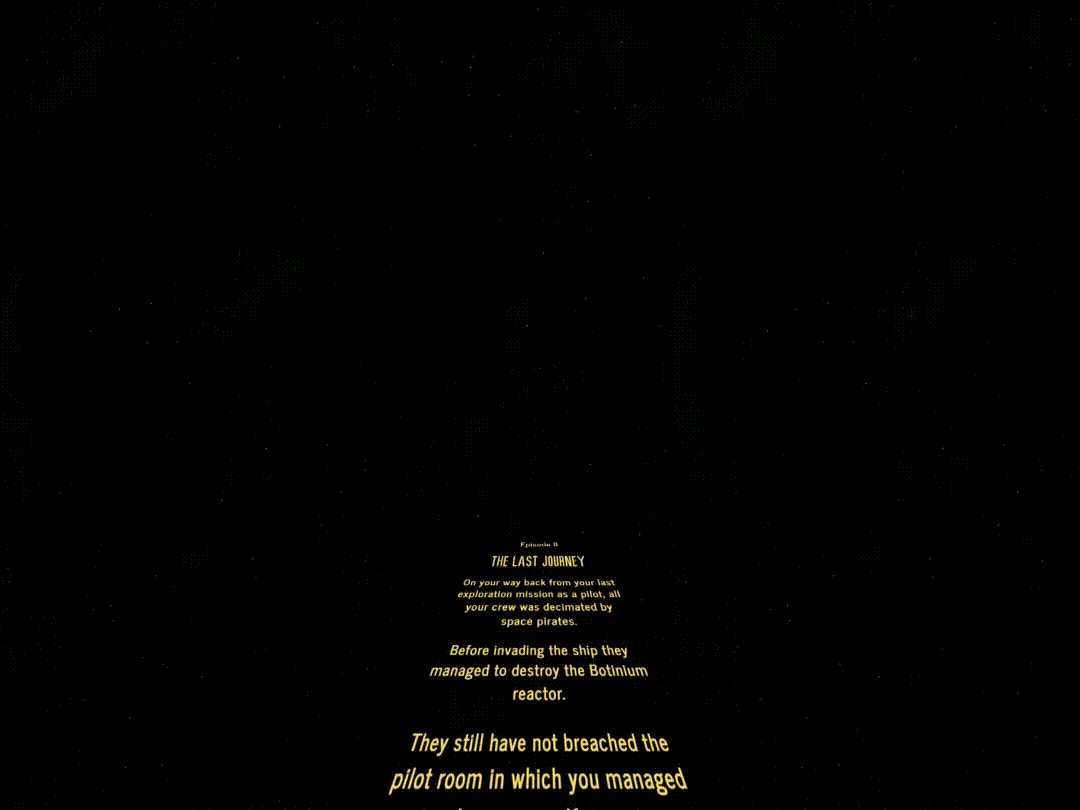 Episode II
THE LAST JOURNEY
On your way back from your last
exploration mission as a pilot, all
your crew was decimated by
space pirates.
Before invading the ship they
managed to destroy the Botinium
reactor.
They still have not breached the
pilot room in which you managed